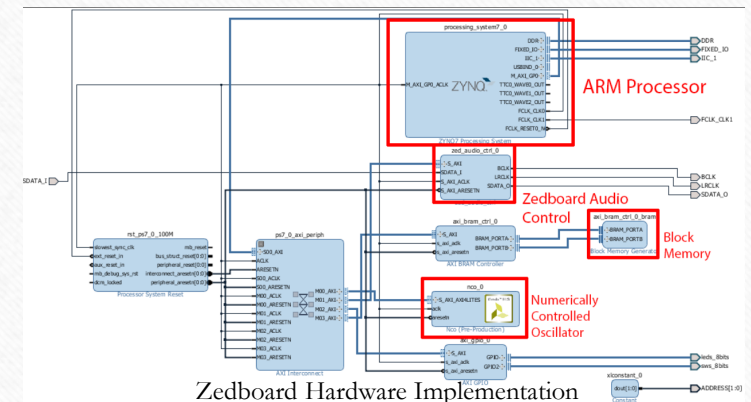 processing_system7_0
DDR
FIXED_IO
IIC_1
USBIND_0
M_AXI_GP0
TTC0_WAVE0_OUT
TTC0_WAVE1_OUT
TTC0_WAVE2_OUT
FCLK_CLK0
FCLK_CLK1
FCLK_RESET0_N
M_AXI_GP0_ACLK
ZYNQ
ZYNQ7 Processing System
ARM Processor
DDR
FIXED_IO
IIC_1
FCLK_CLK1
zed_audio_ctrl_0
S_AXI
SDATA_I
S_AXI_ACLK
S_AXI_ARESETN
BCLK
LRCLK
SDATA_O
SDATA_I
BCLK
LRCLK
SDATA_O
Zedboard Audio
Control
rst_ps7_0_100M
slowest_sync_clk
ext_reset_in
aux_reset_in
mb_debug_sys_rst
dcm_locked
mb_reset
bus_struct_reset[0:0]
peripheral_reset[0:0]
interconnect_aresetn[0:0]
peripheral_aresetn[0:0]
Processor System Reset
ps7_0_axi_periph
S00_AXI
ACLK
ARESETN
S00_ACLK
S00_ARESETN
M00_ACLK
M00_ARESETN
M01_ACLK
M01_ARESETN
M02_ACLK
M02_ARESETN
M03_ACLK
M03_ARESETN
M00_AXI
M01_AXI
M02_AXI
M03_AXI
AXI Interconnect
axi_bram_ctrl_0
S_AXI
s_axi_aclk
s_axi_aresetn
BRAM_PORTA
BRAM_PORTB
AXI BRAM Controller
axi_bram_ctrl_0_bram
BRAM_PORTA
BRAM_PORTB
Block Memory Generator
Block
Memory
nco_0
S_AXI_AXILITES
aclk
aresetn
Nco (Pre-Production)
Numerically
Controlled
Oscillator
axi_gpio_0
S_AXI
s_axi_aclk
s_axi_aresetn
GPIO
GPIO2
AXI GPIO
leds_8bits
sws_8bits
xlconstant_0
dout[1:0]
Constant
ADDRESS[1:0]
Zedboard Hardware Implementation